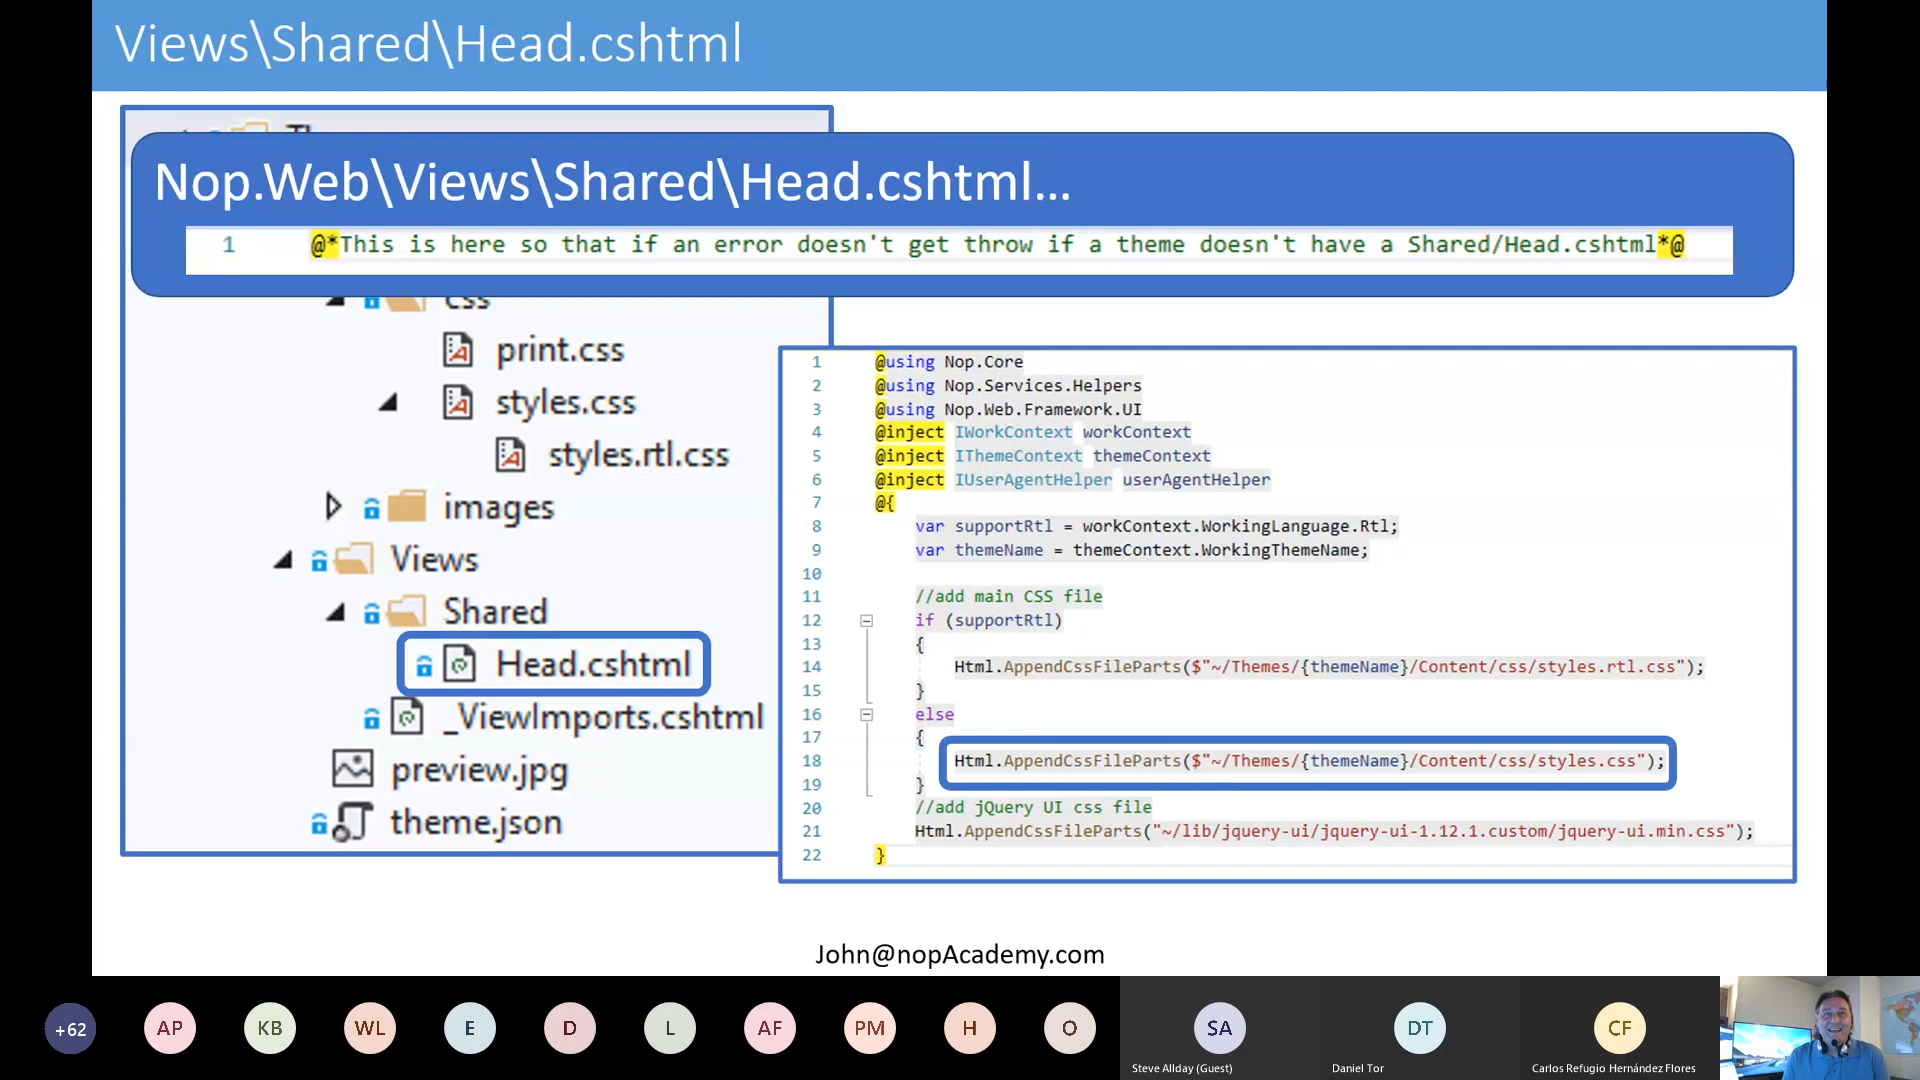 Views\Shared\Head.cshtml
Nop.Web\Views\Shared\Head.cshtml...
1 @*This is here so that if an error doesn't get throw if a theme doesn't have a Shared/Head.cshtml*@
css
print.css
styles.css
styles.rtl.css
images
Views
Shared
Head.cshtml
_ViewImports.cshtml
preview.jpg
theme.json
1 @using Nop.Core
2 @using Nop.Services.Helpers
3 @using Nop.Web.Framework.UI
4 @inject IWorkContext workContext
5 @inject IThemeContext themeContext
6 @inject IUserAgentHelper userAgentHelper
7 @{
8 var supportRtl = workContext.WorkingLanguage.Rtl;
9 var themeName = themeContext.WorkingThemeName;
10
11 //add main CSS file
12 if (supportRtl)
13 {
14 Html.AppendCssFileParts($"~/Themes/{themeName}/Content/css/styles.rtl.css");
15 }
16 else
17 {
18 Html.AppendCssFileParts($"~/Themes/{themeName}/Content/css/styles.css");
19 }
20 //add jQuery UI css file
21 Html.AppendCssFileParts("~/lib/jquery-ui/jquery-ui-1.12.1.custom/jquery-ui.min.css");
22 }
John@nopAcademy.com
+62
AP
KB
WL
E
D
L
AF
PM
H
O
SA
Steve Allday (Guest)
DT
Daniel Tor
CF
Carlos Refugio Hernández Flores